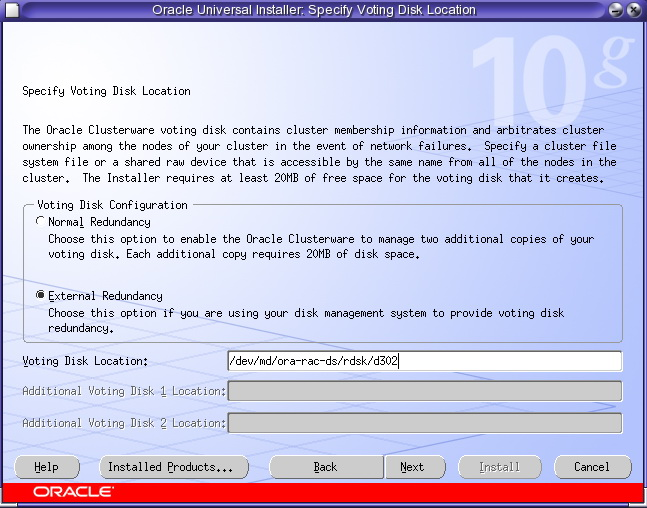 Oracle Universal Installer: Specify Voting Disk Location
10g
Specify Voting Disk Location
The Oracle Clusterware voting disk contains cluster membership information and arbitrates cluster
ownership among the nodes of your cluster in the event of network failures.  Specify a cluster file
system file or a shared raw device that is accessible by the same name from all of the nodes in the
cluster.  The Installer requires at least 20MB of free space for the voting disk that it creates.
Voting Disk Configuration
Normal Redundancy
Choose this option to enable the Oracle Clusterware to manage two additional copies of your
voting disk. Each additional copy requires 20MB of disk space.
External Redundancy
Choose this option if you are using your disk management system to provide voting disk
redundancy.
Voting Disk Location: /dev/md/ora-rac-ds/rdsk/d302
Additional Voting Disk 1 Location:
Additional Voting Disk 2 Location:
Help Installed Products... Back Next Install Cancel
ORACLE